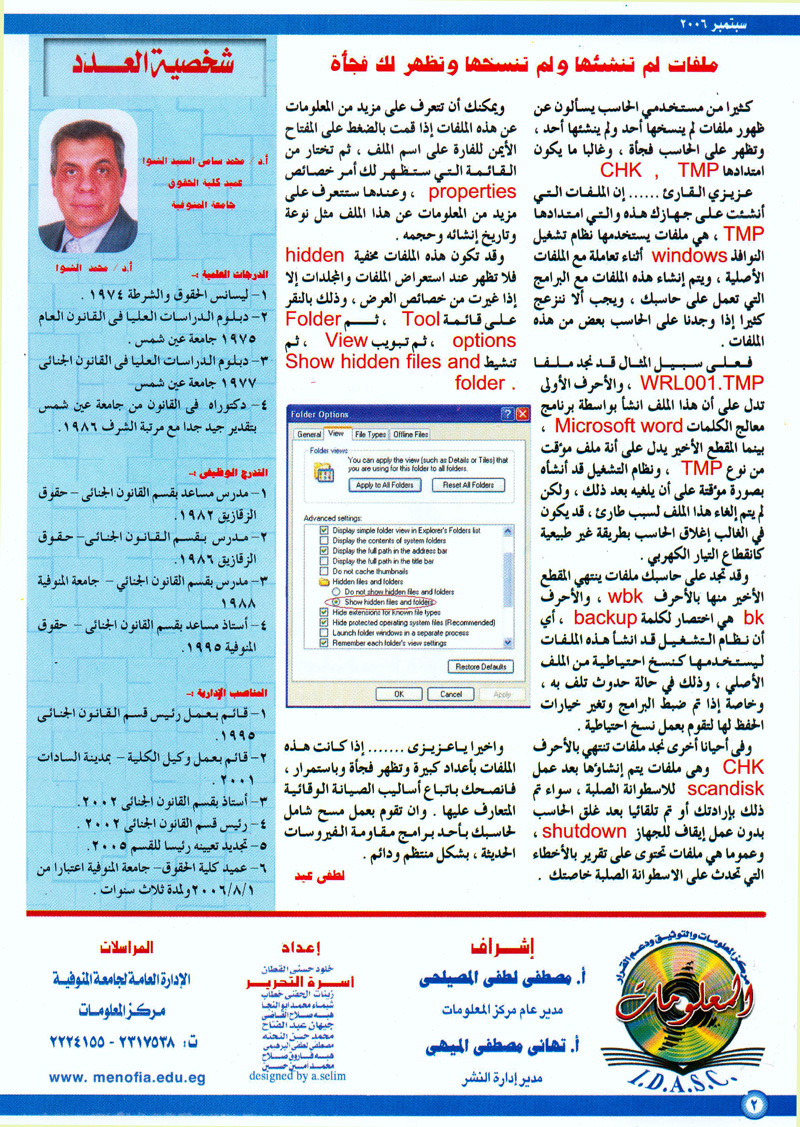 سبتمبر ٢٠٠٦
ملفات لم تنشئها ولم تنسخها وتظهر لك فجأة
كثيرا من مستخدمي الحاسب يسألون عن
ظهور ملفات لم ينسخها أحد ولم ينشئها أحد ،
وتظهر على الحاسب فجأة ، وغالبا ما يكون
امتدادها CHK , TMP
عزيزي القارئ ...... إن الملفات التي
أنشئت على جهازك هذه والتي امتدادها
TMP ، هي ملفات يستخدمها نظام تشغيل
النوافذ windows أثناء تعاملة مع الملفات
الأصلية ، ويتم إنشاء هذه الملفات مع البرامج
التي تعمل على حاسبك ، ويجب ألا ننزعج
كثيرا إذا وجدنا على الحاسب بعض من هذه
الملفات .
فعلى سبيل المثال قد نجد ملفا
WRL001.TMP ، والأحرف الأولى
تدل على أن هذا الملف انشأ بواسطة برنامج
معالج الكلمات Microsoft word ،
بينما المقطع الأخير يدل على أنة ملف مؤقت
من نوع TMP ، ونظام التشغيل قد أنشأه
بصورة مؤقتة على أن يلغيه بعد ذلك ، ولكن
لم يتم إلغاء هذا الملف لسبب طارئ ، قد يكون
في الغالب إغلاق الحاسب بطريقة غير طبيعية
كانقطاع التيار الكهربي .
وقد تجد على حاسبك ملفات ينتهي المقطع
الأخير منها بالأحرف wbk ، والأحرف
bk هي اختصار لكلمة backup ، أي
أن نظام التشغيل قد انشأ هذه الملفات
ليستخدمها كنسخ احتياطية من الملف
الأصلي ، وذلك في حالة حدوث تلف به ،
وخاصة إذا تم ضبط البرامج وتغير خيارات
الحفظ لها لتقوم بعمل نسخ احتياطية .
وفى أحيانا أخرى نجد ملفات تنتهي بالأحرف
CHK وهى ملفات يتم إنشاؤها بعد عمل
scandisk للاسطوانة الصلبة ، سواء تم
ذلك بإرادتك أو تم تلقائيا بعد غلق الحاسب
بدون عمل إيقاف للجهاز shutdown ،
وعموما هي ملفات تحتوى على تقرير بالأخطاء
التي تحدث على الاسطوانة الصلبة خاصتك .
ويمكنك أن تتعرف على مزيد من المعلومات
عن هذه الملفات إذا قمت بالضغط على المفتاح
الأيمن للفارة على اسم الملف ، ثم تختار من
القائمة التي ستظهر لك أمر خصائص
properties ، وعندها ستتعرف على
مزيد من المعلومات عن هذا الملف مثل نوعة
وتاريخ إنشائه وحجمه .
وقد تكون هذه الملفات مخفية hidden
فلا تظهر عند استعراض الملفات والمجلدات إلا
إذا غيرت من خصائص العرض ، وذلك بالنقر
على قائمة Tool ، ثم Folder
options ، ثم تبويب View ، ثم
تنشيط Show hidden files and
folder .
Folder Options
General View File Types Offline Files
Folder views
You can apply the view (such as Details or Tiles) that
you are using for this folder to all folders.
Apply to All Folders Reset All Folders
Advanced settings:
Display simple folder view in Explorer's Folders list
Display the contents of system folders
Display the full path in the address bar
Display the full path in the title bar
Do not cache thumbnails
Hidden files and folders
Do not show hidden files and folders
Show hidden files and folders
Hide extensions for known file types
Hide protected operating system files (Recommended)
Launch folder windows in a separate process
Remember each folder's view settings
Restore Defaults
OK Cancel Apply
واخيرا ياعزيزى ....... إذا كانت هذه
الملفات بأعداد كبيرة وتظهر فجأة وباستمرار ،
فانصحك باتباع أساليب الصيانة الوقائية
المتعارف عليها . وان تقوم بعمل مسح شامل
لحاسبك بأحد برامج مقاومة الفيروسات
الحديثة ، بشكل منتظم ودائم .
لطفى عيد
شخصية العدد
أ.د / محمد سامى السيد الشوا
عميد كلية الحقوق
جامعة المنوفية
أ.د / محمد الشوا
الدرجات العلمية :-
١- ليسانس الحقوق والشرطة ١٩٧٤ .
٢- دبلوم الدراسات العليا فى القانون العام
١٩٧٥ جامعة عين شمس .
٣- دبلوم الدراسات العليا فى القانون الجنائى
١٩٧٧ جامعة عين شمس
٤- دكتوراه فى القانون من جامعة عين شمس
بتقدير جيد جدا مع مرتبة الشرف ١٩٨٦ .
التدرج الوظيفى :-
١- مدرس مساعد بقسم القانون الجنائى – حقوق
الزقازيق ١٩٨٢.
٢- مدرس بقسم القانون الجنائى– حقوق
الزقازيق ١٩٨٦.
٣- مدرس بقسم القانون الجنائي – جامعة المنوفية
١٩٨٨
٤- أستاذ مساعد بقسم القانون الجنائى – حقوق
المنوفية ١٩٩٥.
المناصب الإدارية :-
١- قائم بعمل رئيس قسم القانون الجنائى
١٩٩٥.
٢- قائم بعمل وكيل الكلية – بمدينة السادات
٢٠٠١ .
٣- أستاذ بقسم القانون الجنائى ٢٠٠٢.
٤- رئيس قسم القانون الجنائى ٢٠٠٢ .
٥- تجديد تعيينه رئيسا للقسم ٢٠٠٥ .
٦- عميد كلية الحقوق– جامعة المنوفية اعتبارا من
٢٠٠٦/٨/١ ولمدة ثلاث سنوات .
مركز المعلومات والتوثيق ودعم القرار
المعلومات
I.D.A.S.C.
إشراف
أ. مصطفى لطفى المصيلحى
مدير عام مركز المعلومات
أ. تهانى مصطفى الميهى
مدير إدارة النشر
إعداد
خلود حسنى القطان
أسرة التحرير
زينات الحفنى خطاب
شيماء محمد أبو النجا
هبه صلاح القاضى
جيهان عبد الفتاح
محمد حسن النحته
مصطفى لطفى البرهمى
هبه فاروق صلاح
محمد أمين حسين
designed by a.selim
المراسلات
الإدارة العامة لجامعة المنوفية
مركز المعلومات
ت: ٢٣١٧٥٣٨ - ٢٢٢٤١٥٥
www. menofia.edu.eg
٢